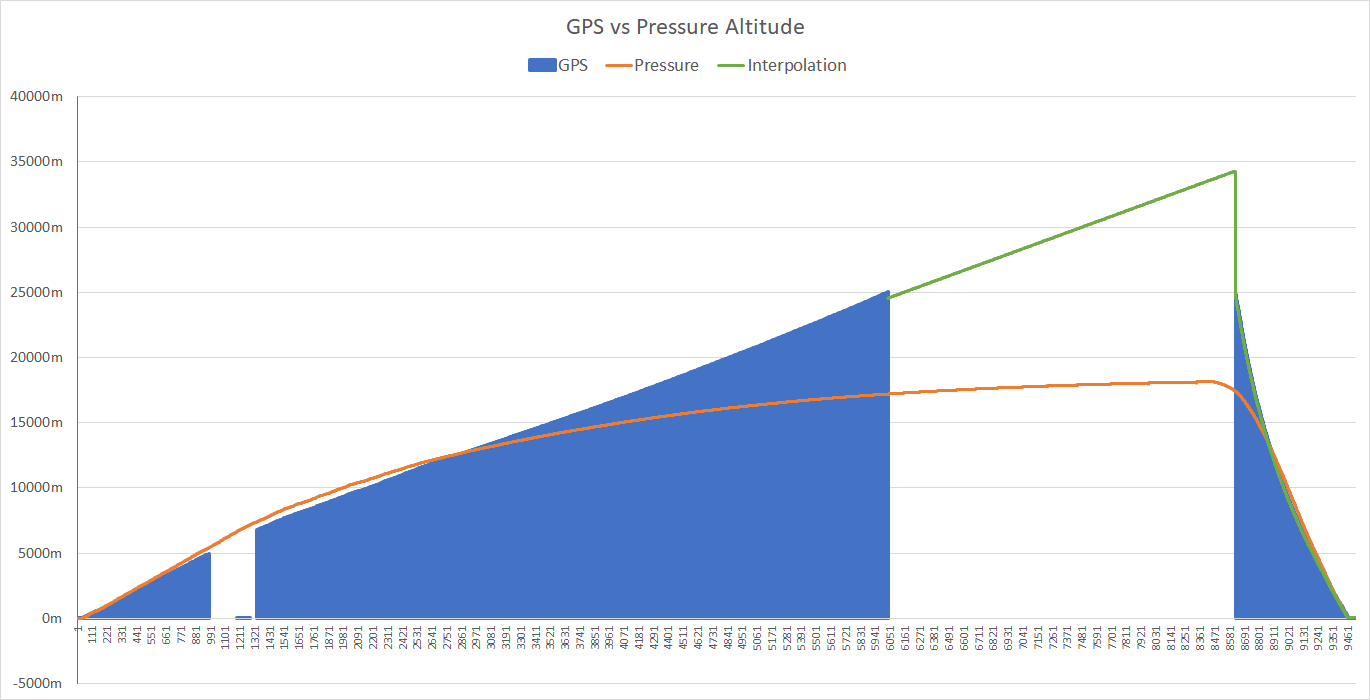 GPS vs Pressure Altitude
GPS Pressure Interpolation
40000m
35000m
30000m
25000m
20000m
15000m
10000m
5000m
0m
-5000m
1 111 221 331 441 551 661 771 881 991 1101 1211 1321 1431 1541 1651 1761 1871 1981 2091 2201 2311 2421 2531 2641 2751 2861 2971 3081 3191 3301 3411 3521 3631 3741 3851 3961 4071 4181 4291 4401 4511 4621 4731 4841 4951 5061 5171 5281 5391 5501 5611 5721 5831 5941 6051 6161 6271 6381 6491 6601 6711 6821 6931 7041 7151 7261 7371 7481 7591 7701 7811 7921 8031 8141 8251 8361 8471 8581 8691 8801 8911 9021 9131 9241 9351 9461